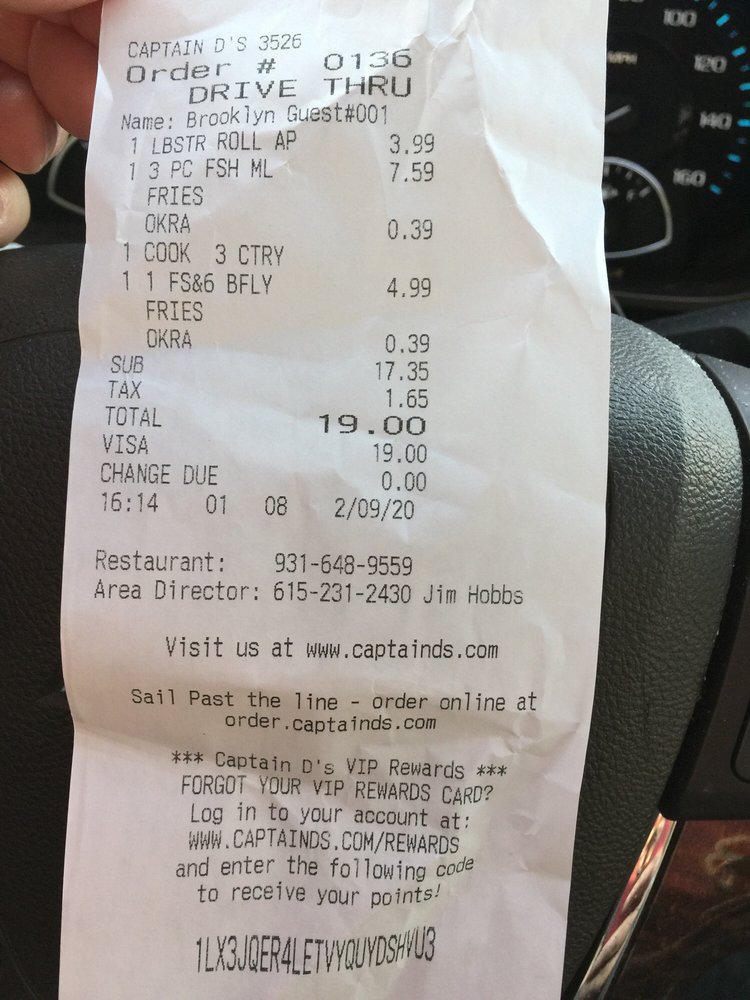 CAPTAIN D'S 3526
Order # 0136
DRIVE THRU
Name: Brooklyn Guest#001
1 LBSTR ROLL AP 3.99
1 3 PC FSH ML 7.59
FRIES
OKRA 0.39
1 COOK 3 CTRY
1 1 FS&6 BFLY 4.99
FRIES
OKRA 0.39
SUB 17.35
TAX 1.65
TOTAL 19.00
VISA 19.00
CHANGE DUE 0.00
16:14 01 08 2/09/20
Restaurant: 931-648-9559
Area Director: 615-231-2430 Jim Hobbs
Visit us at www.captainds.com
Sail Past the line - order online at
order.captainds.com
*** Captain D's VIP Rewards ***
FORGOT YOUR VIP REWARDS CARD?
Log in to your account at:
WWW.CAPTAINDS.COM/REWARDS
and enter the following code
to receive your points!
1LX3JQER4LETVYQUYDSHVU3
100
MPH
120
140
160